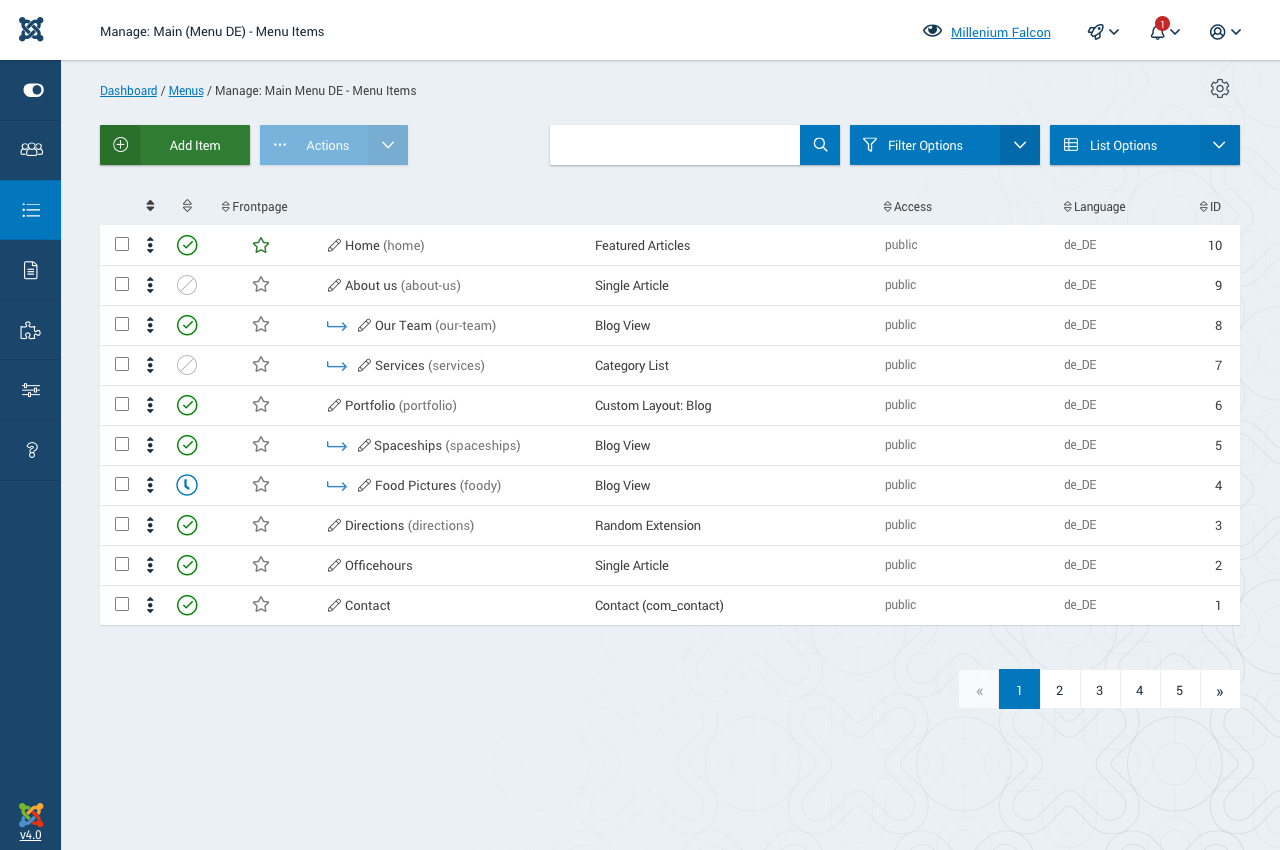 Manage: Main (Menu DE) - Menu Items
Millenium Falcon
1
Dashboard / Menus / Manage: Main Menu DE - Menu Items
Add Item
Actions
Filter Options
List Options
Frontpage Access Language ID
Home (home) Featured Articles public de_DE 10
About us (about-us) Single Article public de_DE 9
Our Team (our-team) Blog View public de_DE 8
Services (services) Category List public de_DE 7
Portfolio (portfolio) Custom Layout: Blog public de_DE 6
Spaceships (spaceships) Blog View public de_DE 5
Food Pictures (foody) Blog View public de_DE 4
Directions (directions) Random Extension public de_DE 3
Officehours Single Article public de_DE 2
Contact Contact (com_contact) public de_DE 1
« 1 2 3 4 5 »
v4.0